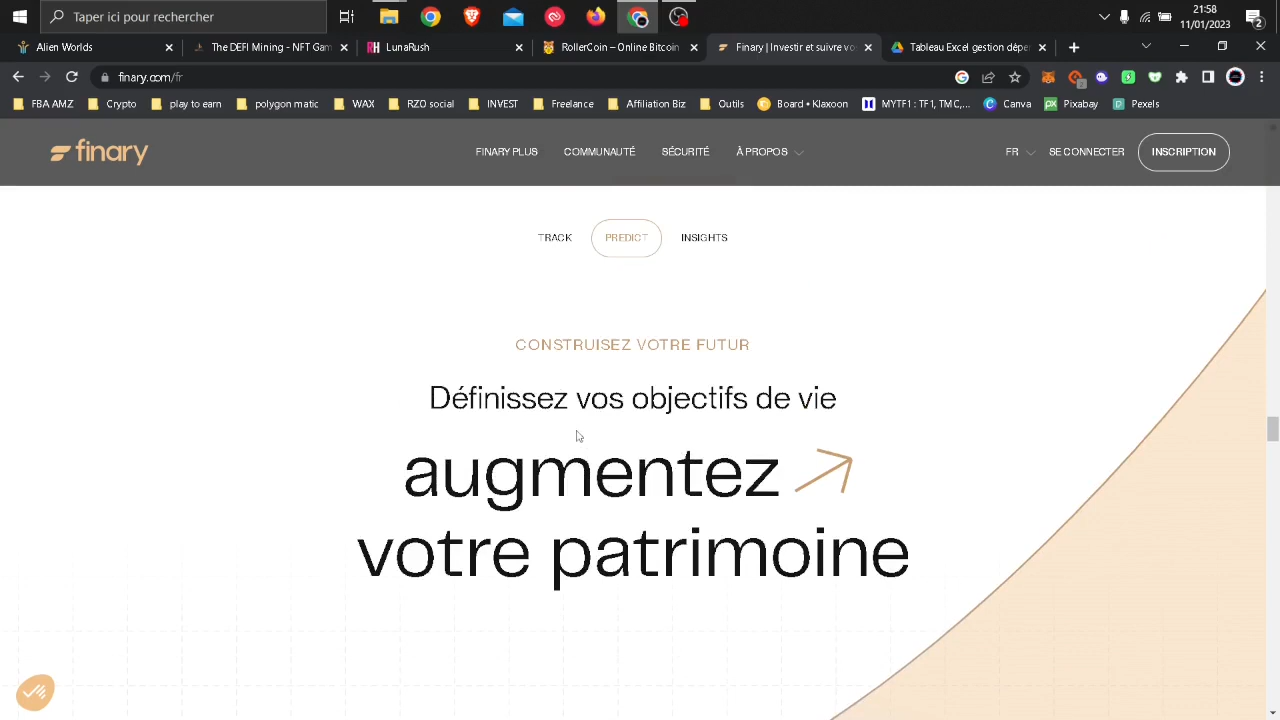 Taper ici pour rechercher
21:58
11/01/2023
2
Alien Worlds
The DEFI Mining - NFT Gam
LunaRush
RollerCoin – Online Bitcoin
Finary | Investir et suivre vo
Tableau Excel gestion dépe
finary.com/fr
FBA AMZ
Crypto
play to earn
polygon matic
WAX
RZO social
INVEST
Freelance
Affiliation Biz
Outils
Board • Klaxoon
MYTF1 : TF1, TMC,...
Canva
Pixabay
Pexels
finary
FINARY PLUS
COMMUNAUTÉ
SÉCURITÉ
À PROPOS
FR
SE CONNECTER
INSCRIPTION
TRACK
PREDICT
INSIGHTS
CONSTRUISEZ VOTRE FUTUR
Définissez vos objectifs de vie
augmentez
votre patrimoine